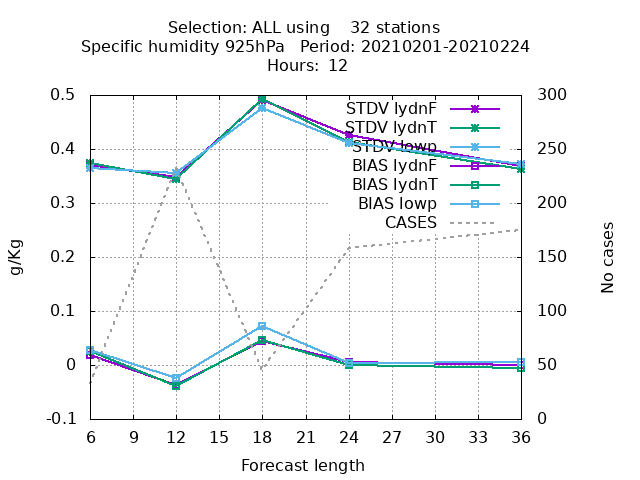 Selection: ALL using    32 stations
Specific humidity 925hPa   Period: 20210201-20210224
Hours:  12
0.5
0.4
0.3
0.2
0.1
0
-0.1
g/Kg
STDV lydnF
STDV lydnT
STDV lowp
BIAS lydnF
BIAS lydnT
BIAS lowp
CASES
300
250
200
150
100
50
0
No cases
6 9 12 15 18 21 24 27 30 33 36
Forecast length